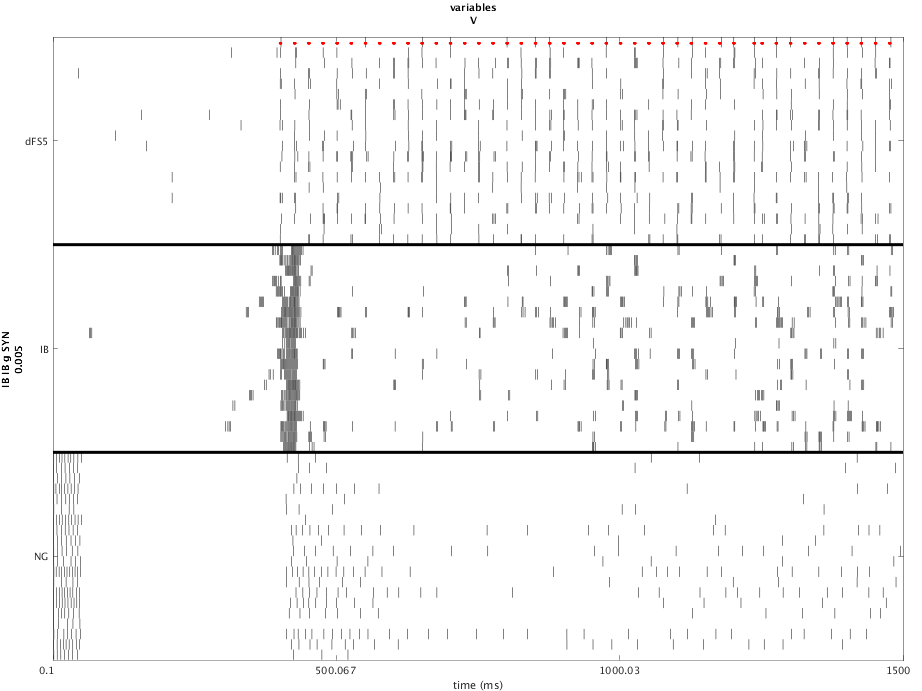 variables
V
dFS5
IB
NG
IB IB g SYN
0.005
0.1
500.067
1000.03
1500
time (ms)